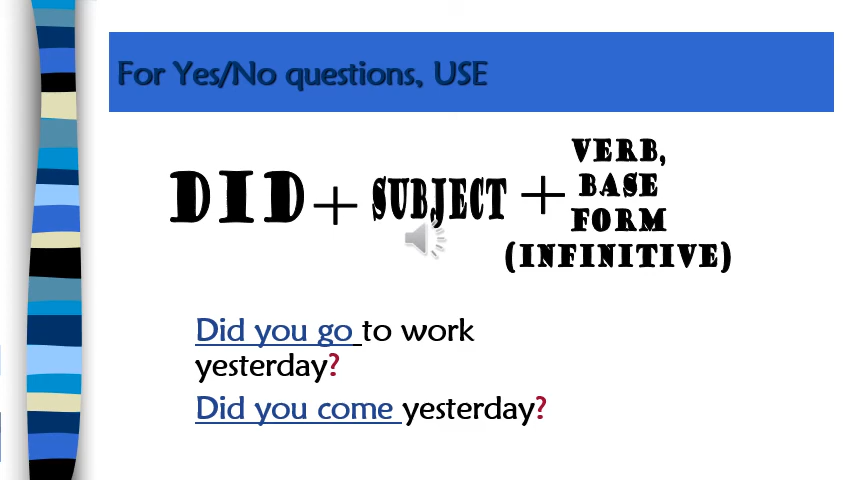 For Yes/No questions, USE
DID + SUBJECT + VERB,
BASE
FORM
(INFINITIVE)
Did you go to work
yesterday?
Did you come yesterday?